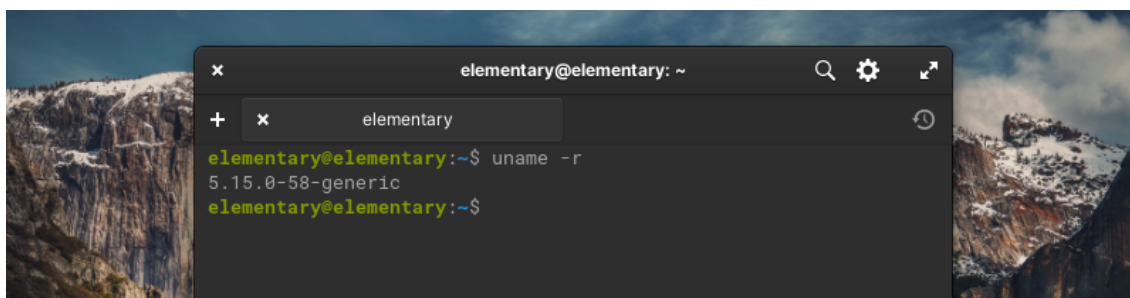 elementary@elementary: ~
elementary
elementary@elementary:~$ uname -r
5.15.0-58-generic
elementary@elementary:~$